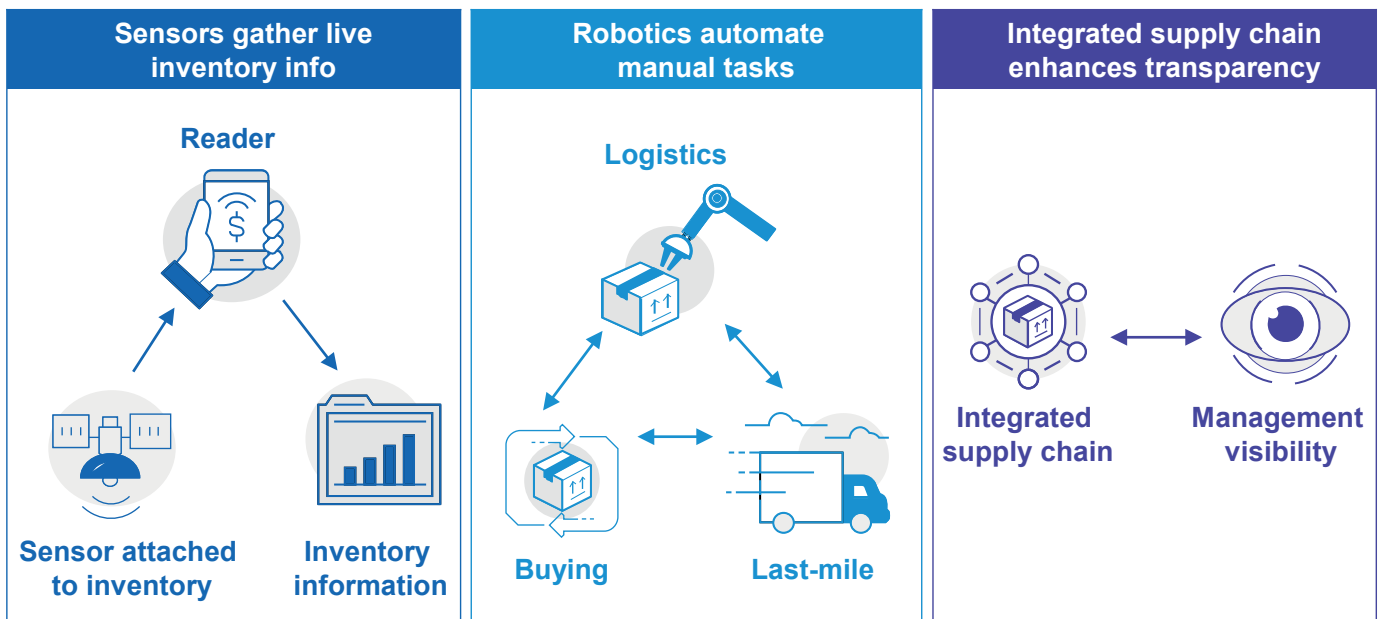 Sensors gather live
inventory info
Reader
$
Sensor attached
to inventory
Inventory
information
Robotics automate
manual tasks
Logistics
Buying
Last-mile
Integrated supply chain
enhances transparency
Integrated
supply chain
Management
visibility